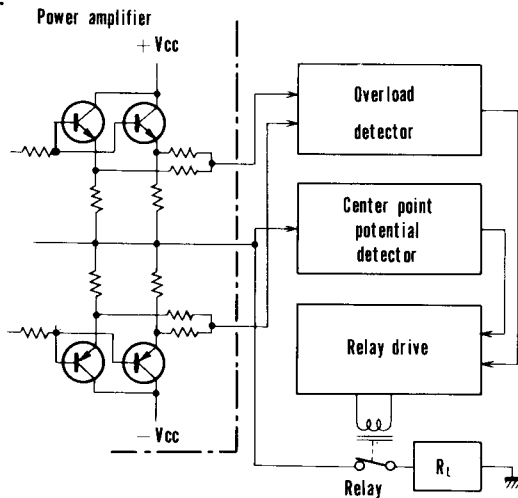 Power amplifier
+ Vcc
Overload
detector
Center point
potential
detector
Relay drive
- Vcc
Relay
RL